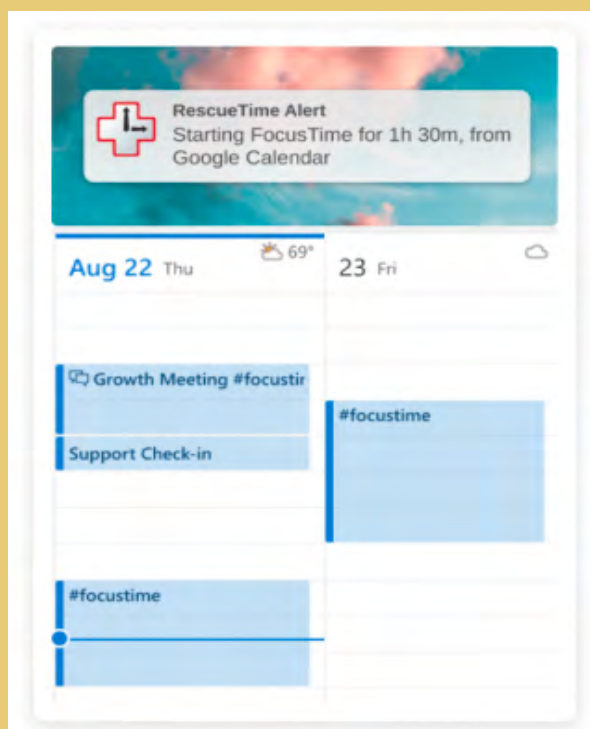 RescueTime Alert
Starting FocusTime for 1h 30m, from
Google Calendar
Aug 22 Thu
69°
23 Fri
Growth Meeting #focustir
#focustime
Support Check-in
#focustime